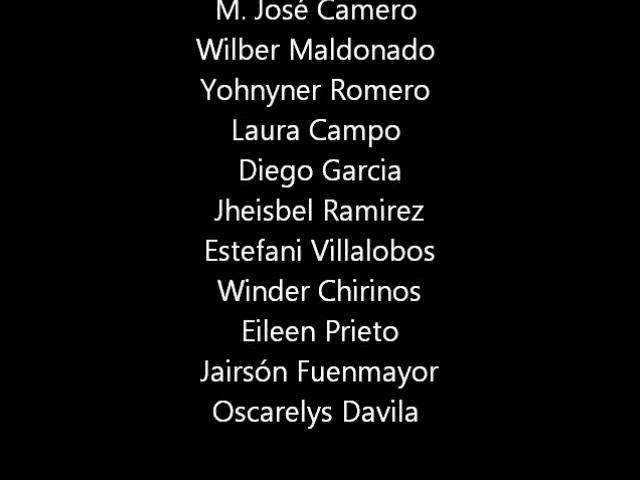 M. José Camero
Wilber Maldonado
Yohnyner Romero
Laura Campo
Diego Garcia
Jheisbel Ramirez
Estefani Villalobos
Winder Chirinos
Eileen Prieto
Jairsón Fuenmayor
Oscarelys Davila